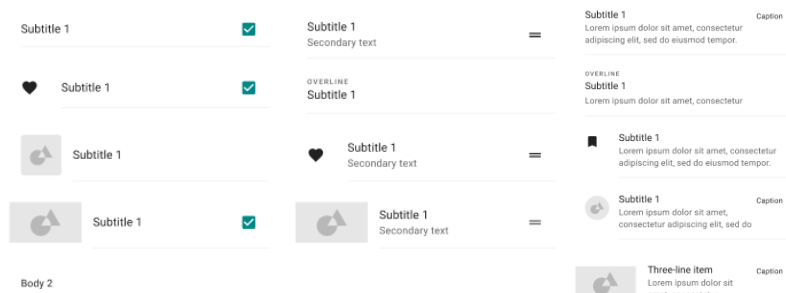 Subtitle 1
Subtitle 1
Subtitle 1
Subtitle 1
Body 2
Subtitle 1
Secondary text
OVERLINE
Subtitle 1
Subtitle 1
Secondary text
Subtitle 1
Secondary text
Subtitle 1
Caption
Lorem ipsum dolor sit amet, consectetur
adipiscing elit, sed do eiusmod tempor.
OVERLINE
Subtitle 1
Lorem ipsum dolor sit amet, consectetur
Subtitle 1
Lorem ipsum dolor sit amet, consectetur
adipiscing elit, sed do eiusmod tempor.
Subtitle 1
Caption
Lorem ipsum dolor sit amet,
consectetur adipiscing elit, sed do
Three-line item
Caption
Lorem ipsum dolor sit